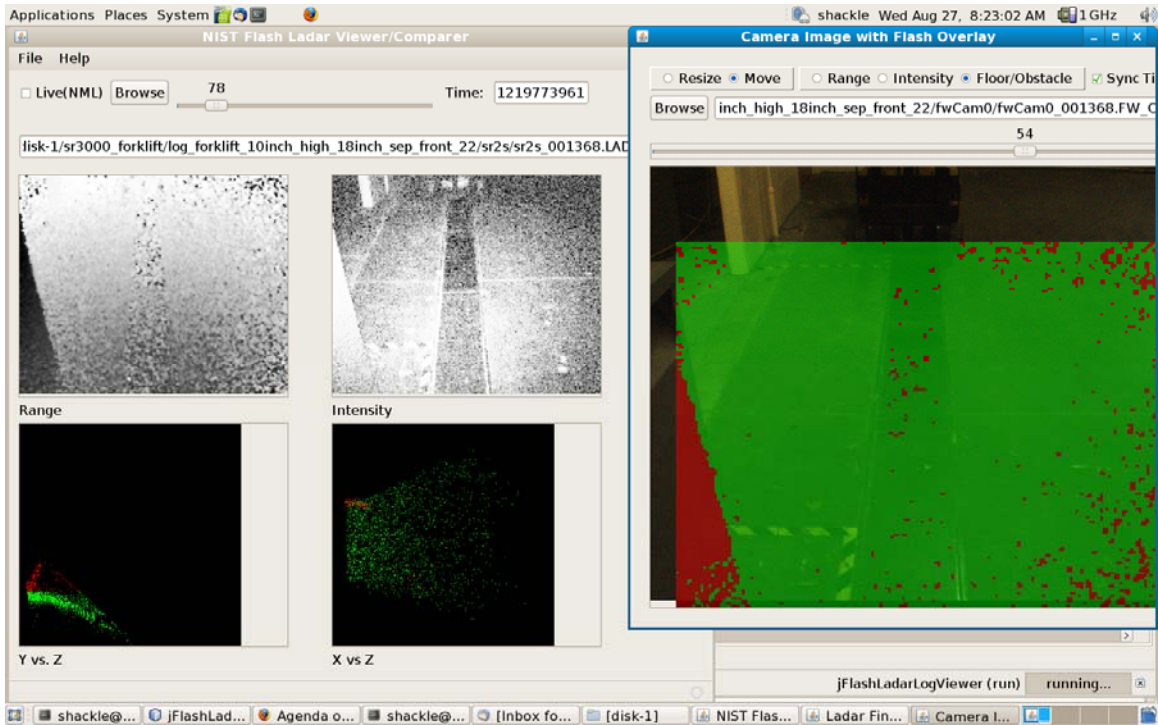 Applications Places System shackle Wed Aug 27, 8:23:02 AM 1 GHz
NIST Flash Ladar Viewer/Comparer
File Help
Live(NML) Browse 78 Time: 1219773961
lisk-1/sr3000_forklift/log_forklift_10inch_high_18inch_sep_front_22/sr2s/sr2s_001368.LAD
Range Intensity
Y vs. Z X vs Z
Camera Image with Flash Overlay
Resize Move Range Intensity Floor/Obstacle Sync Ti
Browse inch_high_18inch_sep_front_22/fwCam0/fwCam0_001368.FW_C
54
jFlashLadarLogViewer (run) running...
shackle@... jFlashLad... Agenda o... shackle@... [Inbox fo... [disk-1] NIST Flas... Ladar Fin... Camera I...